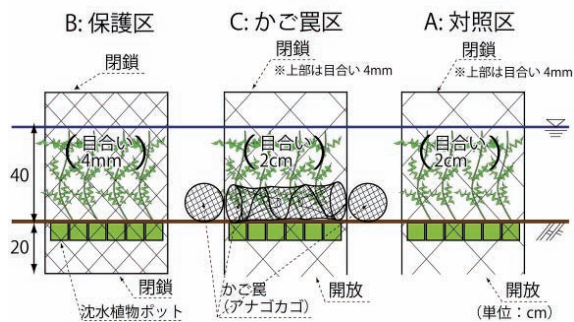 B: 保護区
C: かご罠区
A: 対照区
閉鎖
閉鎖
※上部は目合い 4mm
閉鎖
※上部は目合い 4mm
(目合い
4mm)
(目合い
2cm)
(目合い
2cm)
40
20
閉鎖
沈水植物ポット
かご罠
(アナゴカゴ)
開放
開放
(単位：cm)